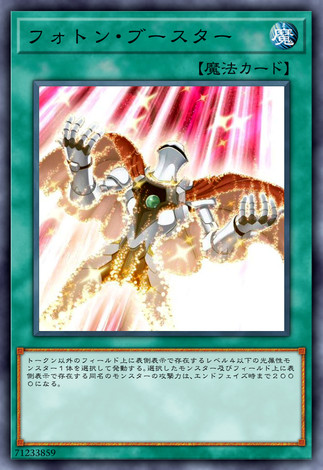 フォトン・ブースター
魔
【魔法カード】
トークン以外のフィールド上に表側表示で存在するレベル４以下の光属性モ
ンスター１体を選択して発動する。選択したモンスター及びフィールド上に表
側表示で存在する同名のモンスターの攻撃力は、エンドフェイズ時まで２００
０になる。
71233859